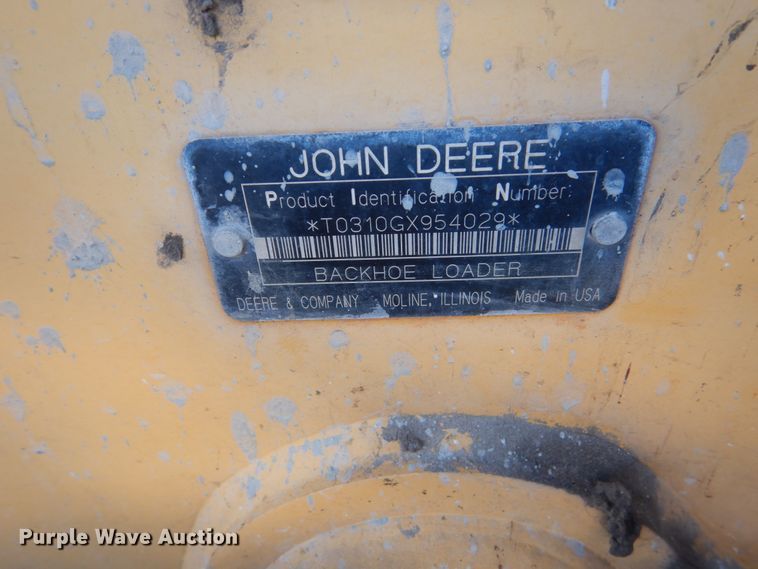 JOHN DEERE
Product Identification Number:
*T0310GX954029*
BACKHOE LOADER
DEERE & COMPANY MOLINE, ILLINOIS Made in USA
Purple Wave Auction